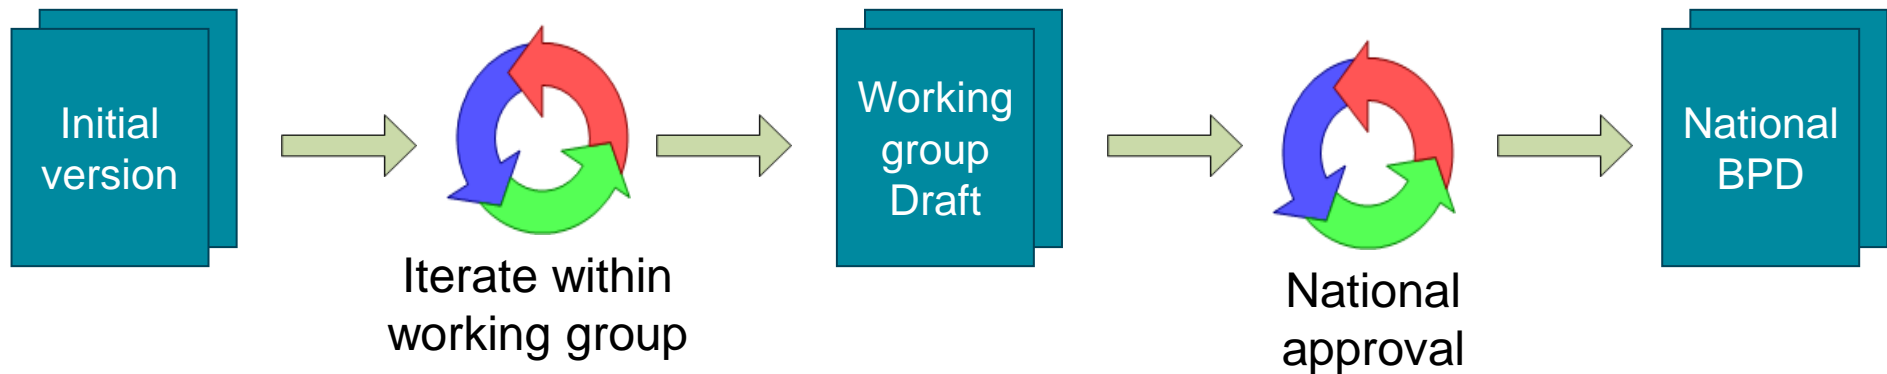 Initial
version
Iterate within
working group
Working
group
Draft
National
approval
National
BPD